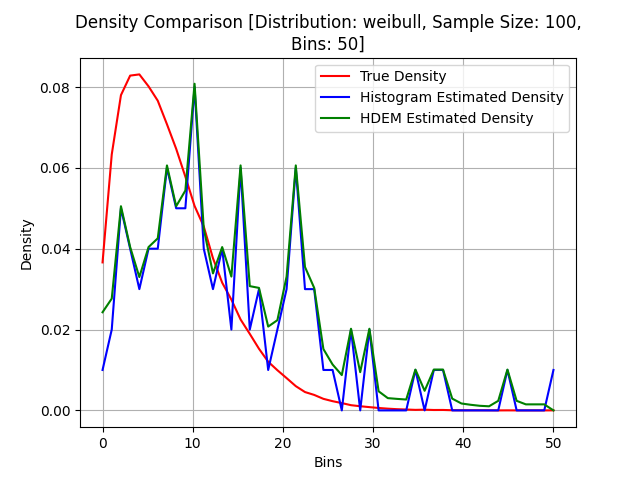 Density Comparison [Distribution: weibull, Sample Size: 100,
Bins: 50]
True Density
Histogram Estimated Density
HDEM Estimated Density
Density
0.08
0.06
0.04
0.02
0.00
0 10 20 30 40 50
Bins